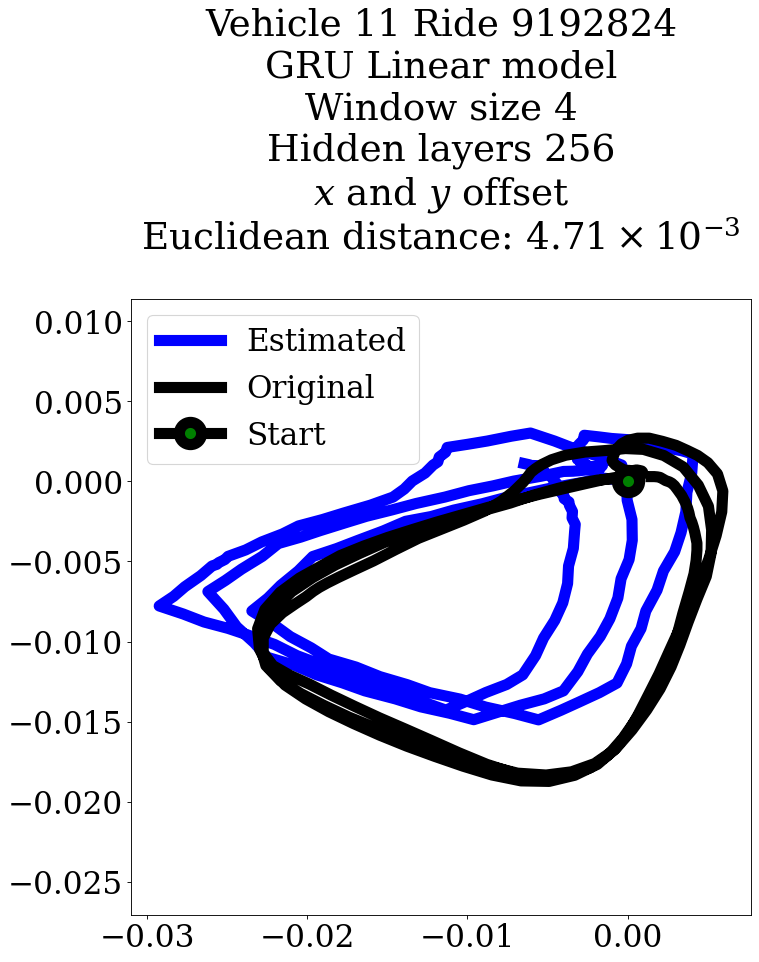 Vehicle 11 Ride 9192824
GRU Linear model
Window size 4
Hidden layers 256
x and y offset
Euclidean distance: 4.71 × 10⁻³
Estimated
Original
Start
0.010
0.005
0.000
−0.005
−0.010
−0.015
−0.020
−0.025
−0.03 −0.02 −0.01 0.00